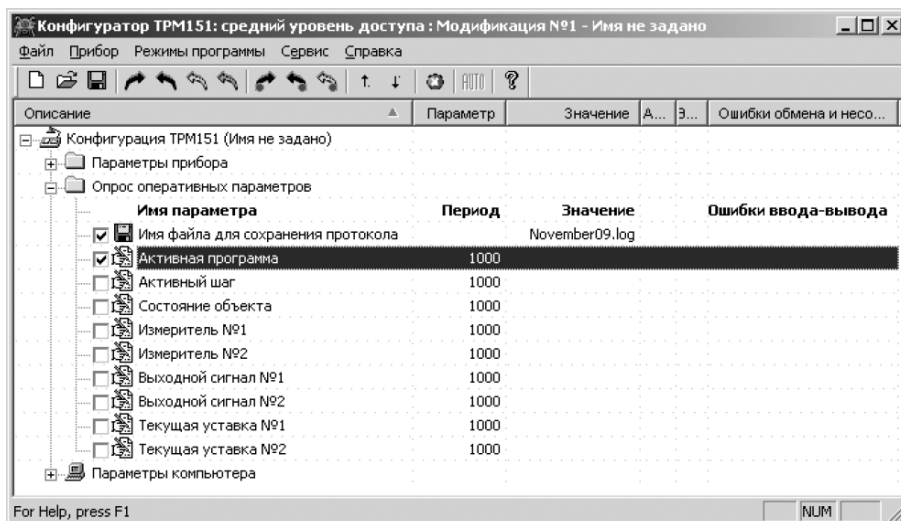 Конфигуратор ТРМ151: средний уровень доступа : Модификация №1 - Имя не задано
Файл Прибор Режимы программы Сервис Справка
AUTO
Описание Параметр Значение А... З... Ошибки обмена и несо...
Конфигурация ТРМ151 (Имя не задано)
Параметры прибора
Опрос оперативных параметров
Имя параметра Период Значение Ошибки ввода-вывода
Имя файла для сохранения протокола November09.log
Активная программа 1000
Активный шаг 1000
Состояние объекта 1000
Измеритель №1 1000
Измеритель №2 1000
Выходной сигнал №1 1000
Выходной сигнал №2 1000
Текущая уставка №1 1000
Текущая уставка №2 1000
Параметры компьютера
For Help, press F1 NUM